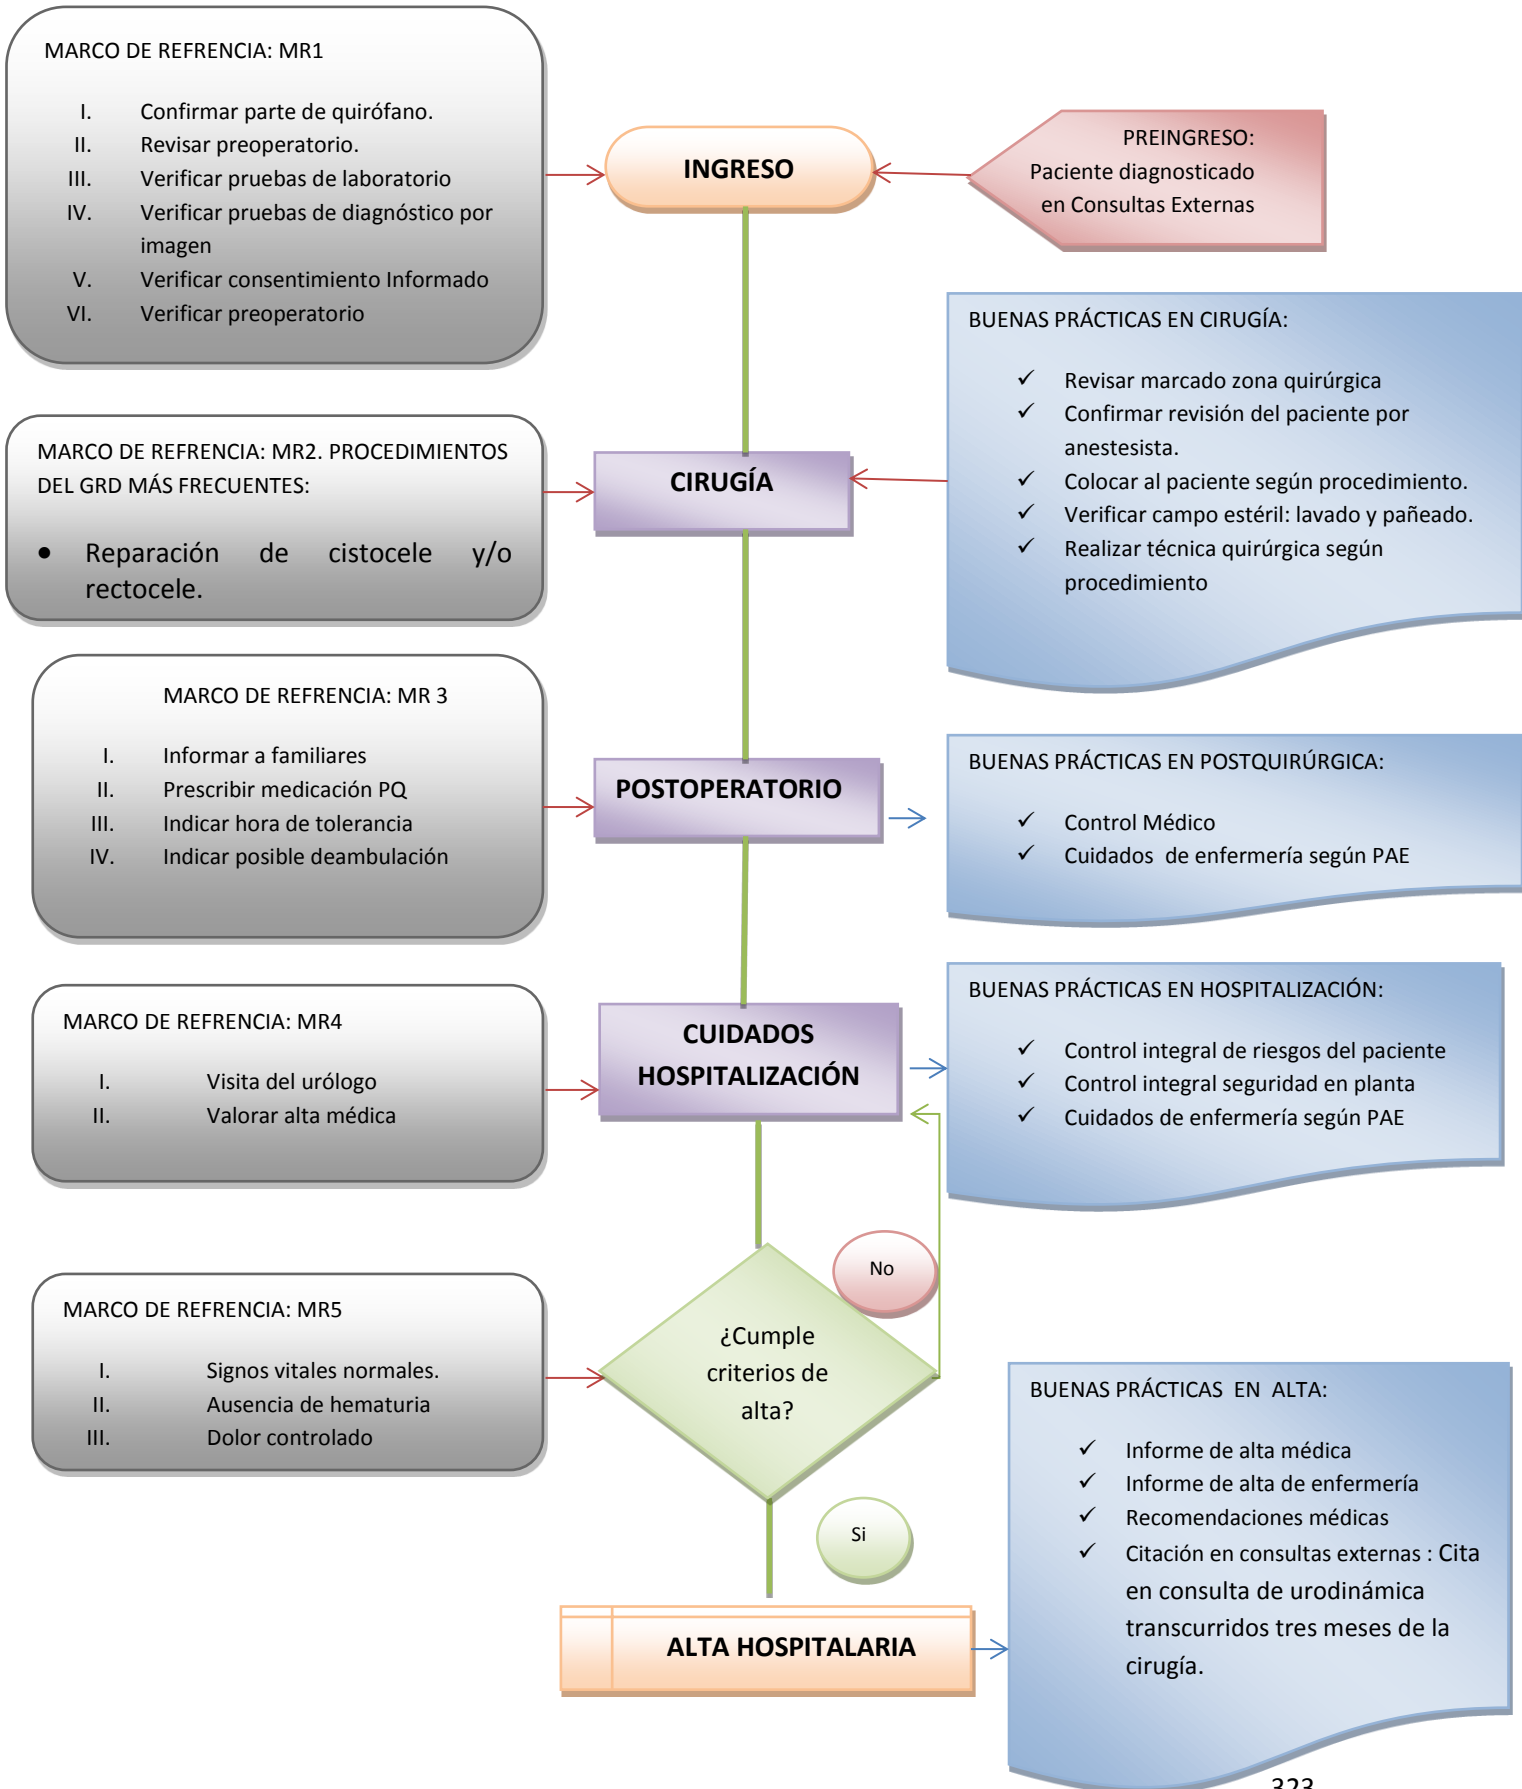 MARCO DE REFRENCIA: MR1
I. Confirmar parte de quirófano.
II. Revisar preoperatorio.
III. Verificar pruebas de laboratorio
IV. Verificar pruebas de diagnóstico por
imagen
V. Verificar consentimiento Informado
VI. Verificar preoperatorio
INGRESO
PREINGRESO:
Paciente diagnosticado
en Consultas Externas
BUENAS PRÁCTICAS EN CIRUGÍA:
✓ Revisar marcado zona quirúrgica
✓ Confirmar revisión del paciente por
anestesista.
✓ Colocar al paciente según procedimiento.
✓ Verificar campo estéril: lavado y pañeado.
✓ Realizar técnica quirúrgica según
procedimiento
MARCO DE REFRENCIA: MR2. PROCEDIMIENTOS
DEL GRD MÁS FRECUENTES:
• Reparación de cistocele y/o
rectocele.
CIRUGÍA
MARCO DE REFRENCIA: MR 3
I. Informar a familiares
II. Prescribir medicación PQ
III. Indicar hora de tolerancia
IV. Indicar posible deambulación
POSTOPERATORIO
BUENAS PRÁCTICAS EN POSTQUIRÚRGICA:
✓ Control Médico
✓ Cuidados de enfermería según PAE
MARCO DE REFRENCIA: MR4
I. Visita del urólogo
II. Valorar alta médica
CUIDADOS
HOSPITALIZACIÓN
BUENAS PRÁCTICAS EN HOSPITALIZACIÓN:
✓ Control integral de riesgos del paciente
✓ Control integral seguridad en planta
✓ Cuidados de enfermería según PAE
No
MARCO DE REFRENCIA: MR5
I. Signos vitales normales.
II. Ausencia de hematuria
III. Dolor controlado
¿Cumple
criterios de
alta?
Si
ALTA HOSPITALARIA
BUENAS PRÁCTICAS EN ALTA:
✓ Informe de alta médica
✓ Informe de alta de enfermería
✓ Recomendaciones médicas
✓ Citación en consultas externas : Cita
en consulta de urodinámica
transcurridos tres meses de la
cirugía.
323